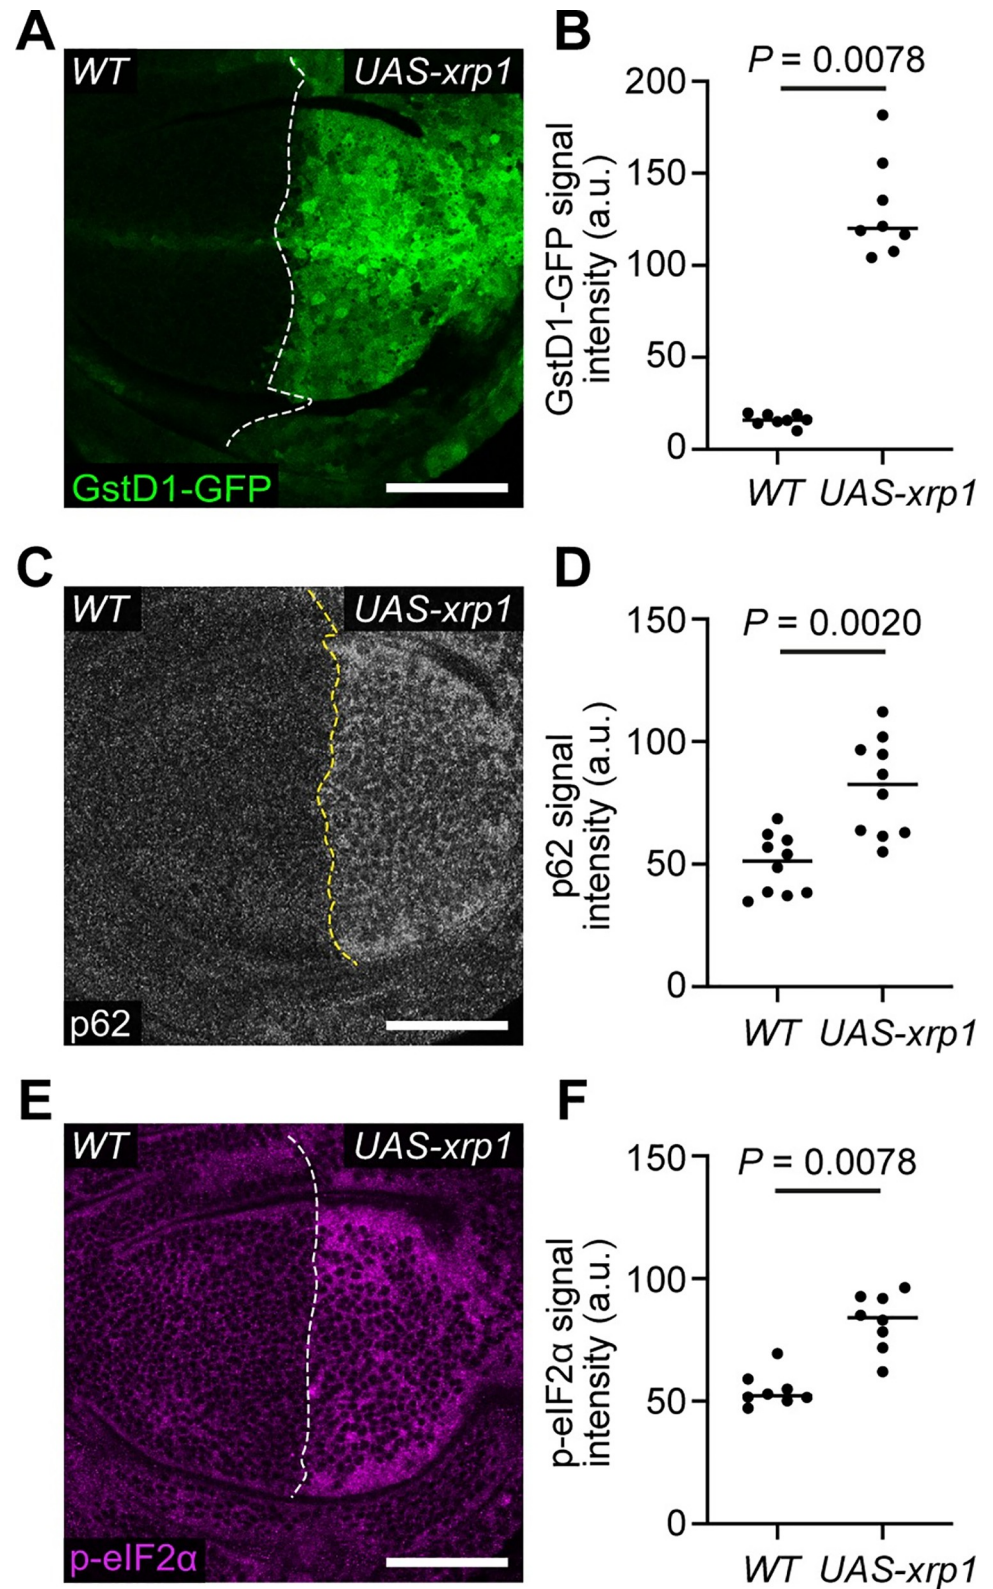 A
WT
UAS-xrp1
GstD1-GFP
B
P = 0.0078
200
150
100
50
0
GstD1-GFP signal
intensity (a.u.)
WT UAS-xrp1
C
WT
UAS-xrp1
p62
D
P = 0.0020
150
100
50
0
p62 signal
intensity (a.u.)
WT UAS-xrp1
E
WT
UAS-xrp1
p-eIF2α
F
P = 0.0078
150
100
50
0
p-eIF2α signal
intensity (a.u.)
WT UAS-xrp1